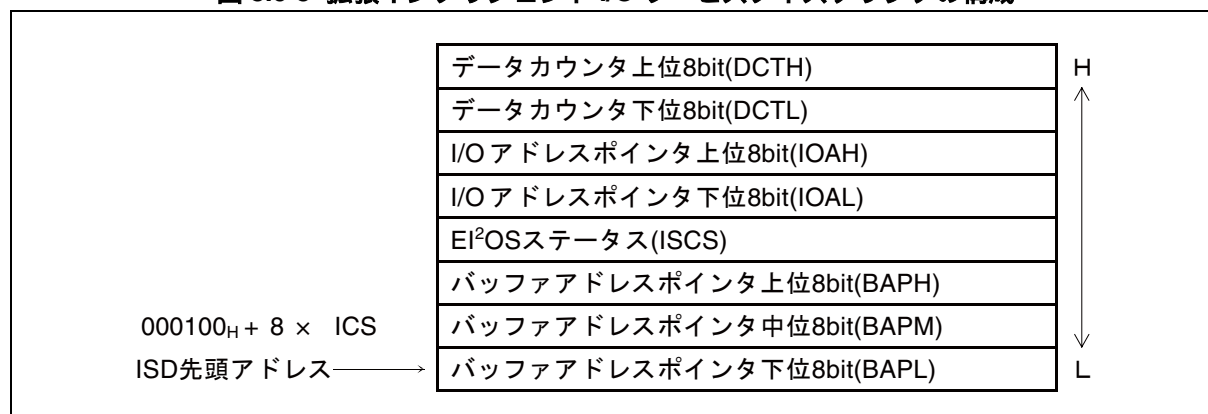 データカウンタ上位8bit(DCTH)
H
データカウンタ下位8bit(DCTL)
I/O アドレスポインタ上位8bit(IOAH)
I/O アドレスポインタ下位8bit(IOAL)
EI²OSステータス(ISCS)
バッファアドレスポインタ上位8bit(BAPH)
000100H + 8 × ICS
バッファアドレスポインタ中位8bit(BAPM)
ISD先頭アドレス
バッファアドレスポインタ下位8bit(BAPL)
L